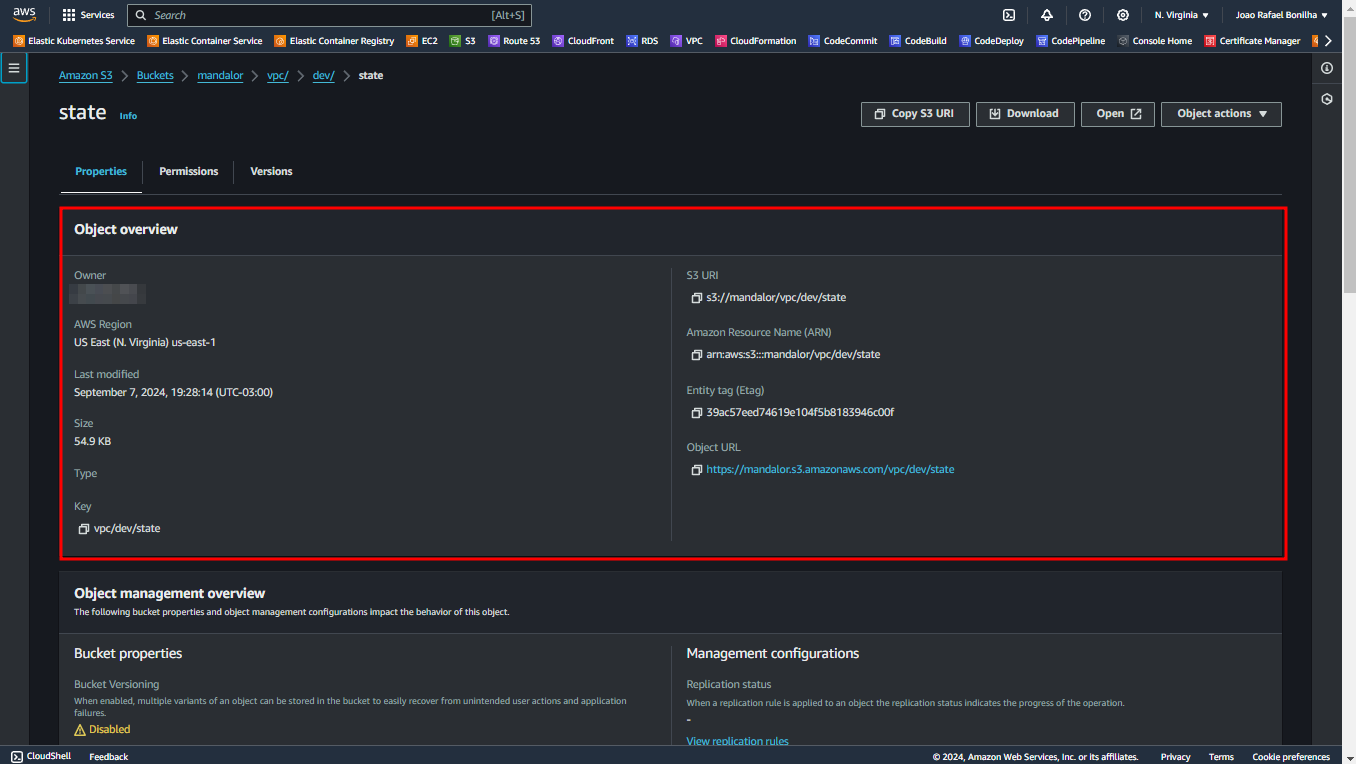 aws Services Search [Alt+S] N. Virginia Joao Rafael Bonilha
Elastic Kubernetes Service Elastic Container Service Elastic Container Registry EC2 S3 Route 53 CloudFront RDS VPC CloudFormation CodeCommit CodeBuild CodeDeploy CodePipeline Console Home Certificate Manager
Amazon S3 Buckets mandalor vpc/ dev/ state
state Info
Copy S3 URI Download Open Object actions
Properties Permissions Versions
Object overview
Owner
AWS Region
US East (N. Virginia) us-east-1
Last modified
September 7, 2024, 19:28:14 (UTC-03:00)
Size
54.9 KB
Type
Key
vpc/dev/state
S3 URI
s3://mandalor/vpc/dev/state
Amazon Resource Name (ARN)
arn:aws:s3:::mandalor/vpc/dev/state
Entity tag (Etag)
39ac57eed74619e104f5b8183946c00f
Object URL
https://mandalor.s3.amazonaws.com/vpc/dev/state
Object management overview
The following bucket properties and object management configurations impact the behavior of this object.
Bucket properties
Bucket Versioning
When enabled, multiple variants of an object can be stored in the bucket to easily recover from unintended user actions and application
failures.
Disabled
Management configurations
Replication status
When a replication rule is applied to an object the replication status indicates the progress of the operation.
-
View replication rules
CloudShell Feedback © 2024, Amazon Web Services, Inc. or its affiliates. Privacy Terms Cookie preferences